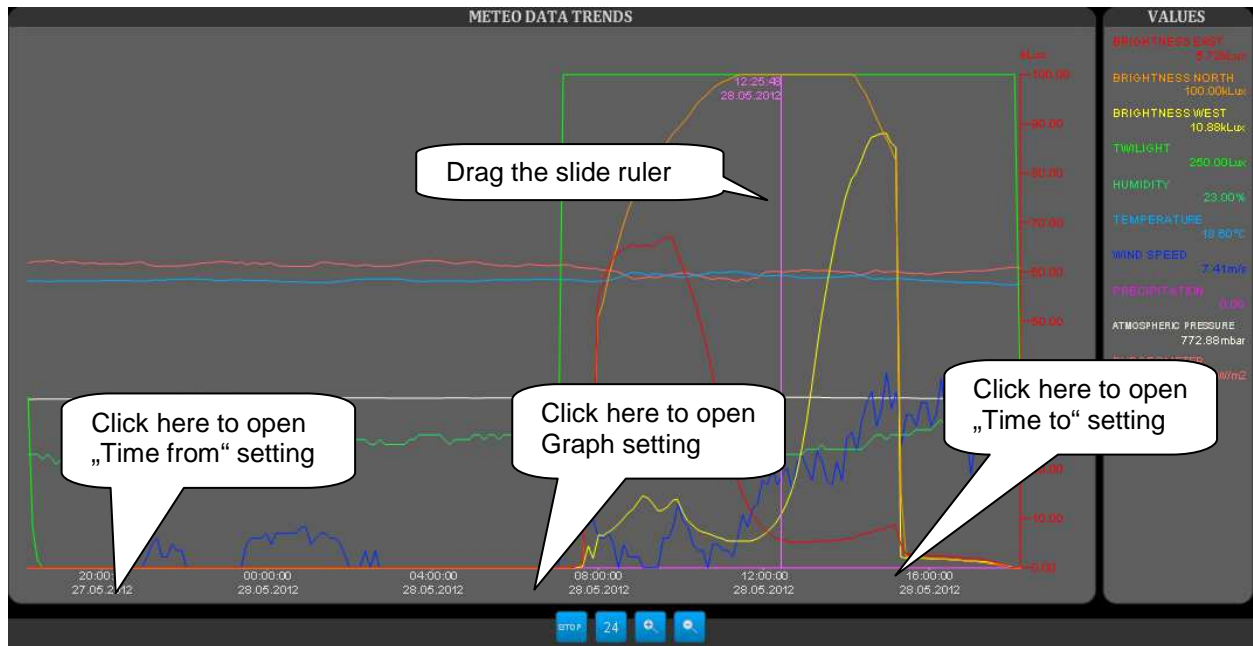 METEO DATA TRENDS
VALUES
kLux
100.00
90.00
80.00
70.00
60.00
50.00
10.00
0.00
12:25:48
28.05.2012
Drag the slide ruler
Click here to open
„Time from“ setting
Click here to open
Graph setting
Click here to open
„Time to“ setting
20:00:
27.05.2012
00:00:00
28.05.2012
04:00:00
28.05.2012
08:00:00
28.05.2012
12:00:00
28.05.2012
16:00:00
28.05.2012
BRIGHTNESS EAST
5.72kLux
BRIGHTNESS NORTH
100.00kLux
BRIGHTNESS WEST
10.88kLux
TWILIGHT
250.00Lux
HUMIDITY
23.00%
TEMPERATURE
18.60°C
WIND SPEED
7.41m/s
PRECIPITATION
0.00
ATMOSPHERIC PRESSURE
772.88mbar
W/m2
STOP
24